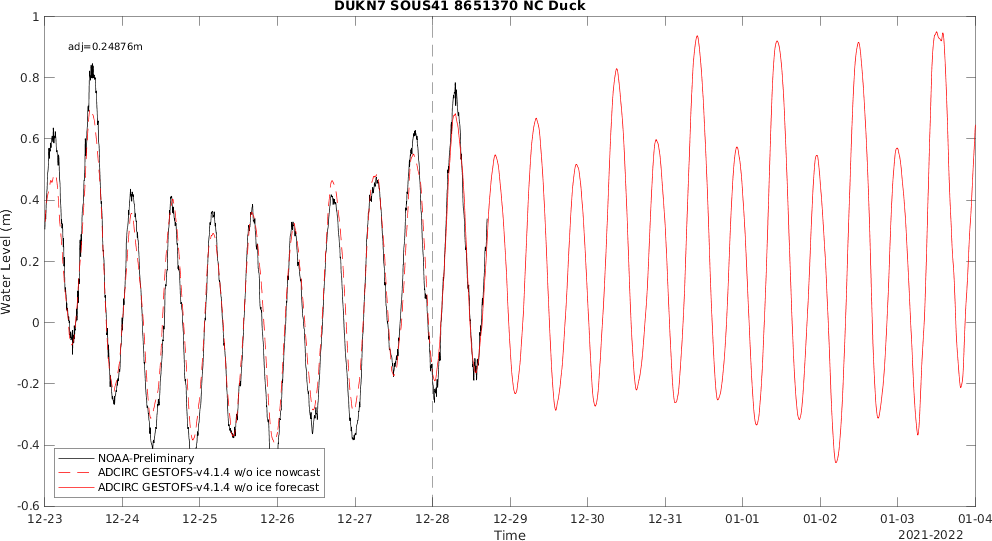 DUKN7 SOUS41 8651370 NC Duck
adj=0.24876m
Water Level (m)
1
0.8
0.6
0.4
0.2
0
-0.2
-0.4
-0.6
NOAA-Preliminary
ADCIRC GESTOFS-v4.1.4 w/o ice nowcast
ADCIRC GESTOFS-v4.1.4 w/o ice forecast
12-23 12-24 12-25 12-26 12-27 12-28 12-29 12-30 12-31 01-01 01-02 01-03 01-04
Time
2021-2022